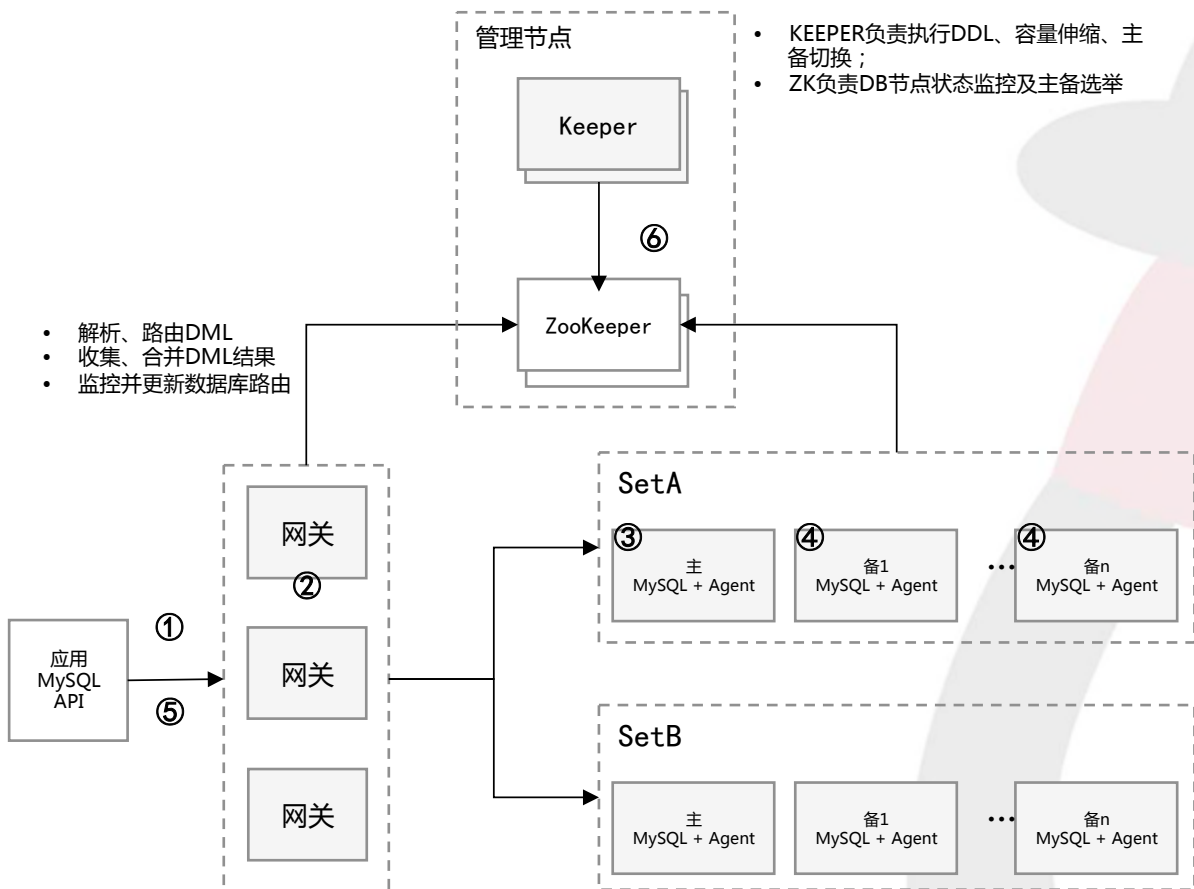 管理节点
• KEEPER负责执行DDL、容量伸缩、主
备切换；
• ZK负责DB节点状态监控及主备选举
Keeper
⑥
ZooKeeper
• 解析、路由DML
• 收集、合并DML结果
• 监控并更新数据库路由
网关
②
网关
网关
①
应用
MySQL
API
⑤
SetA
③
主
MySQL + Agent
④
备1
MySQL + Agent
…
④
备n
MySQL + Agent
SetB
主
MySQL + Agent
备1
MySQL + Agent
…
备n
MySQL + Agent